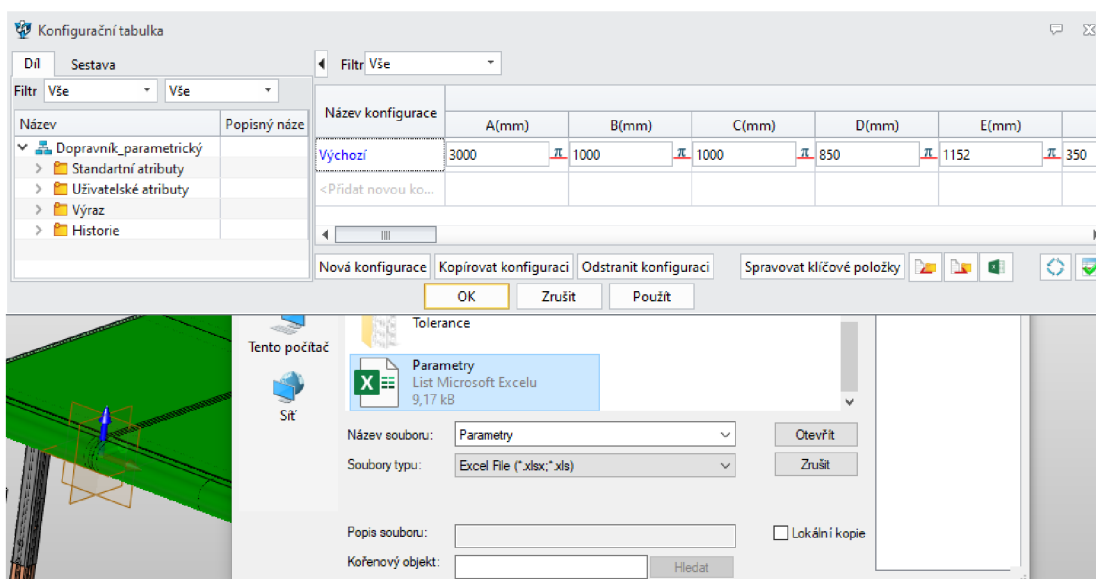 Konfigurační tabulka
Díl Sestava Filtr Vše
Filtr Vše Vše
Název Popisný náze Název konfigurace A(mm) B(mm) C(mm) D(mm) E(mm)
Dopravník_parametrický Výchozí 3000 π 1000 π 1000 π 850 π 1152 π 350
Standartní atributy
Uživatelské atributy <Přidat novou ko...
Výraz
Historie
Nová konfigurace Kopírovat konfiguraci Odstranit konfiguraci Spravovat klíčové položky
OK Zrušit Použít
Tolerance
Tento počítač
Parametry
List Microsoft Excelu
9,17 kB
Síť
Název souboru: Parametry Otevřít
Soubory typu: Excel File (*.xlsx;*.xls) Zrušit
Popis souboru: Lokální kopie
Kořenový objekt: Hledat